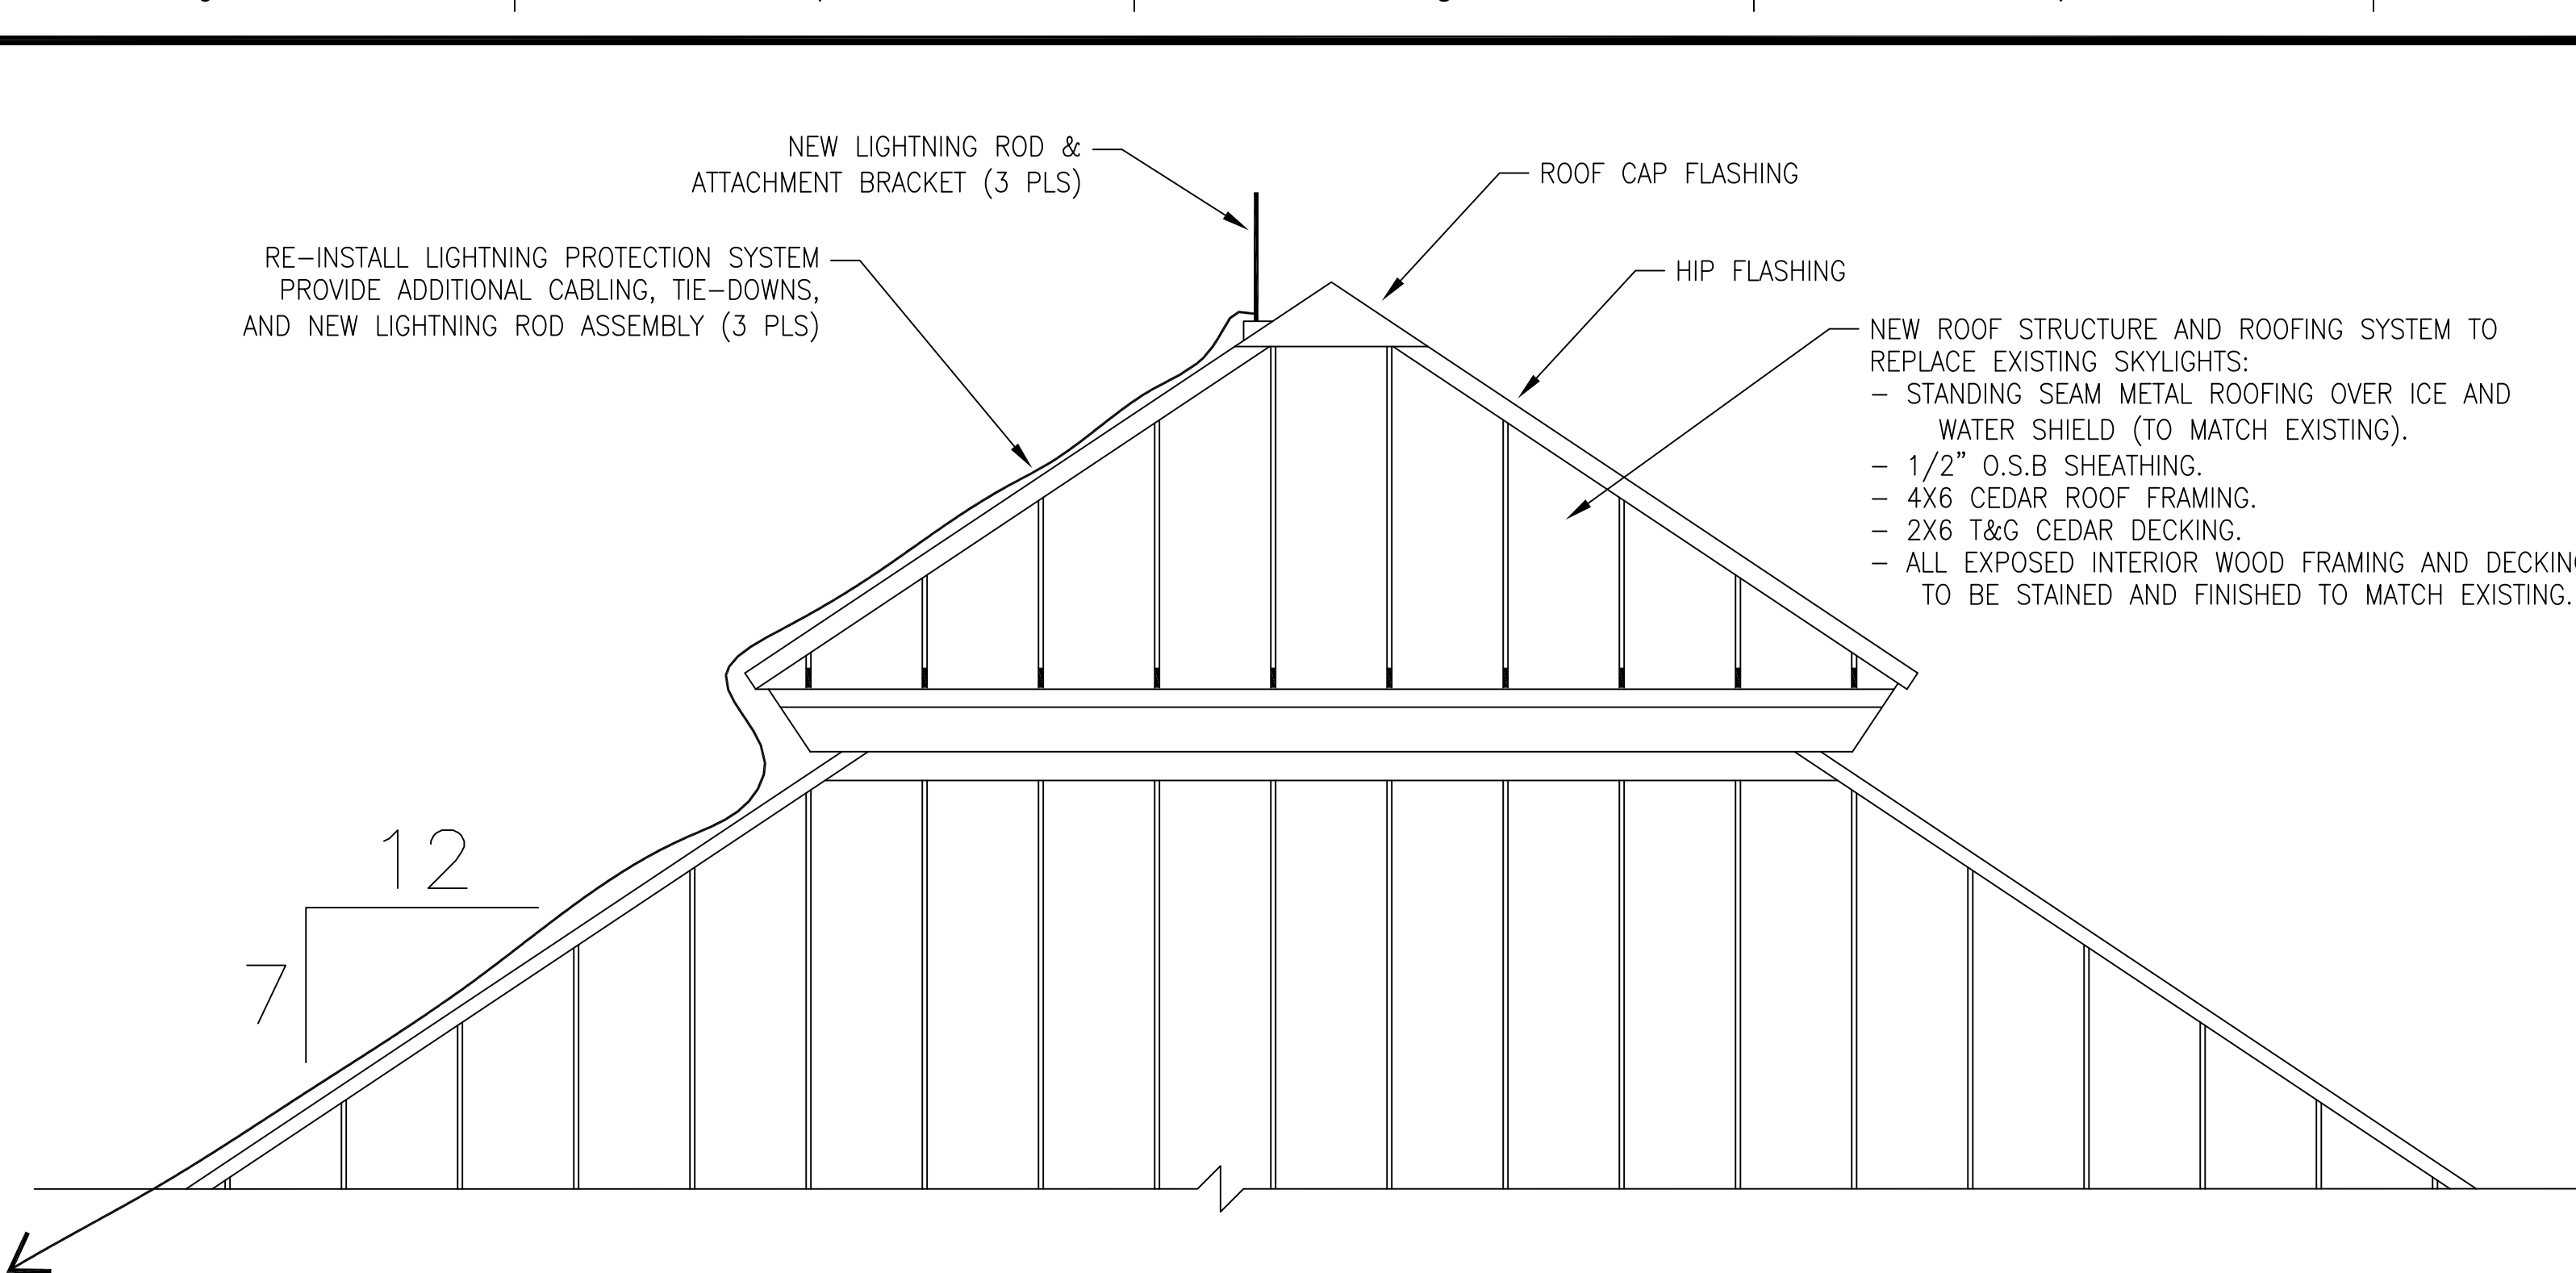 NEW LIGHTNING ROD &
ATTACHMENT BRACKET (3 PLS)
ROOF CAP FLASHING
RE-INSTALL LIGHTNING PROTECTION SYSTEM
PROVIDE ADDITIONAL CABLING, TIE-DOWNS,
AND NEW LIGHTNING ROD ASSEMBLY (3 PLS)
HIP FLASHING
NEW ROOF STRUCTURE AND ROOFING SYSTEM TO
REPLACE EXISTING SKYLIGHTS:
- STANDING SEAM METAL ROOFING OVER ICE AND
WATER SHIELD (TO MATCH EXISTING).
- 1/2" O.S.B SHEATHING.
- 4X6 CEDAR ROOF FRAMING.
- 2X6 T&G CEDAR DECKING.
- ALL EXPOSED INTERIOR WOOD FRAMING AND DECKING
TO BE STAINED AND FINISHED TO MATCH EXISTING.
12
7